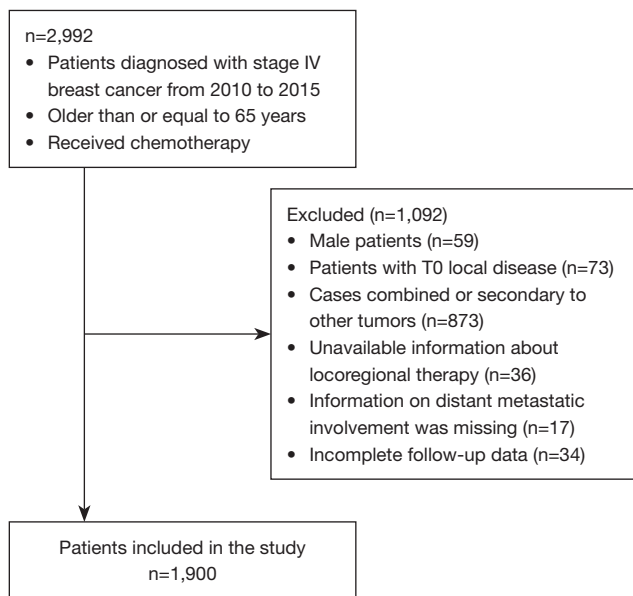 n=2,992
• Patients diagnosed with stage IV
breast cancer from 2010 to 2015
• Older than or equal to 65 years
• Received chemotherapy
Excluded (n=1,092)
• Male patients (n=59)
• Patients with T0 local disease (n=73)
• Cases combined or secondary to
other tumors (n=873)
• Unavailable information about
locoregional therapy (n=36)
• Information on distant metastatic
involvement was missing (n=17)
• Incomplete follow-up data (n=34)
Patients included in the study
n=1,900